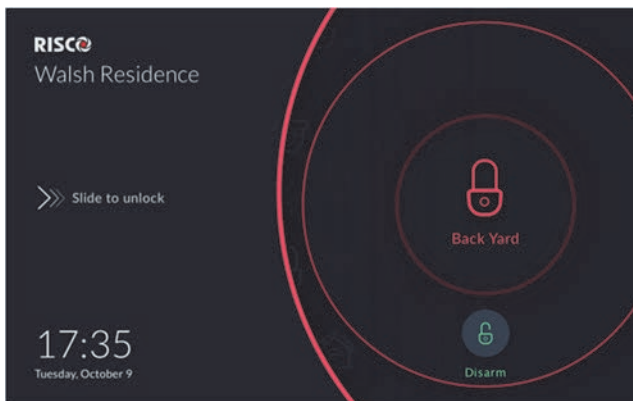 RISCO
Walsh Residence
Slide to unlock
Back Yard
17:35
Tuesday, October 9
Disarm